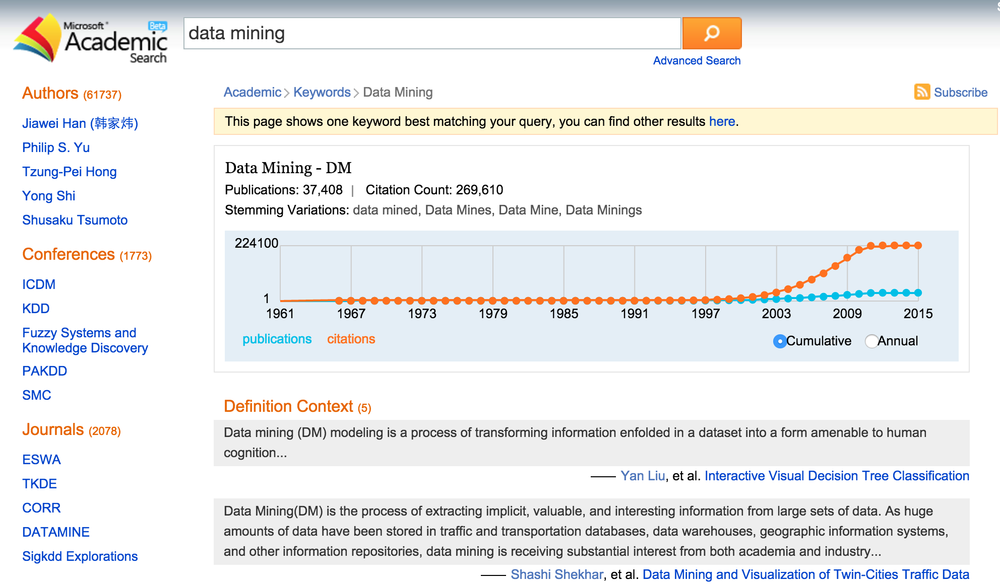 Microsoft® Beta
Academic
Search
data mining
Advanced Search
Authors (61737)
Jiawei Han (韩家炜)
Philip S. Yu
Tzung-Pei Hong
Yong Shi
Shusaku Tsumoto
Conferences (1773)
ICDM
KDD
Fuzzy Systems and
Knowledge Discovery
PAKDD
SMC
Journals (2078)
ESWA
TKDE
CORR
DATAMINE
Sigkdd Explorations
Academic > Keywords > Data Mining
Subscribe
This page shows one keyword best matching your query, you can find other results here.
Data Mining - DM
Publications: 37,408 | Citation Count: 269,610
Stemming Variations: data mined, Data Mines, Data Mine, Data Minings
224100
1
1961 1967 1973 1979 1985 1991 1997 2003 2009 2015
publications citations Cumulative Annual
Definition Context (5)
Data mining (DM) modeling is a process of transforming information enfolded in a dataset into a form amenable to human
cognition...
—— Yan Liu, et al. Interactive Visual Decision Tree Classification
Data Mining(DM) is the process of extracting implicit, valuable, and interesting information from large sets of data. As huge
amounts of data have been stored in traffic and transportation databases, data warehouses, geographic information systems,
and other information repositories, data mining is receiving substantial interest from both academia and industry...
—— Shashi Shekhar, et al. Data Mining and Visualization of Twin-Cities Traffic Data